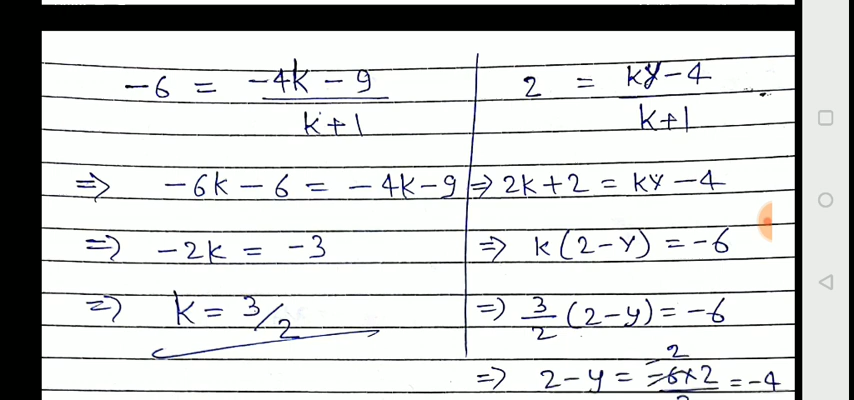 -6 = (-4k - 9)/(k+1)
⇒ -6k - 6 = -4k - 9
⇒ -2k = -3
⇒ k = 3/2
2 = (ky - 4)/(k+1)
⇒ 2k + 2 = ky - 4
⇒ k(2-y) = -6
⇒ 3/2 (2-y) = -6
⇒ 2-y = -6×2 = -4
2